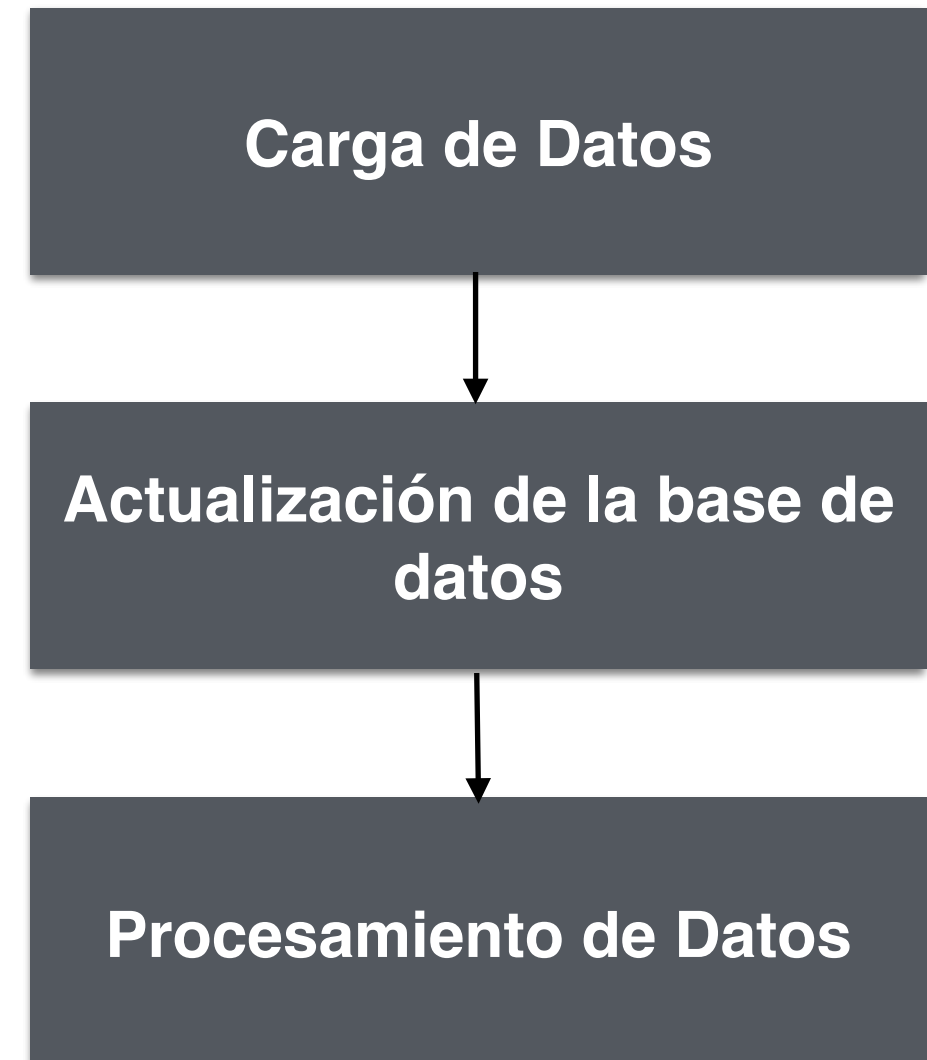 Carga de Datos
Actualización de la base de
datos
Procesamiento de Datos